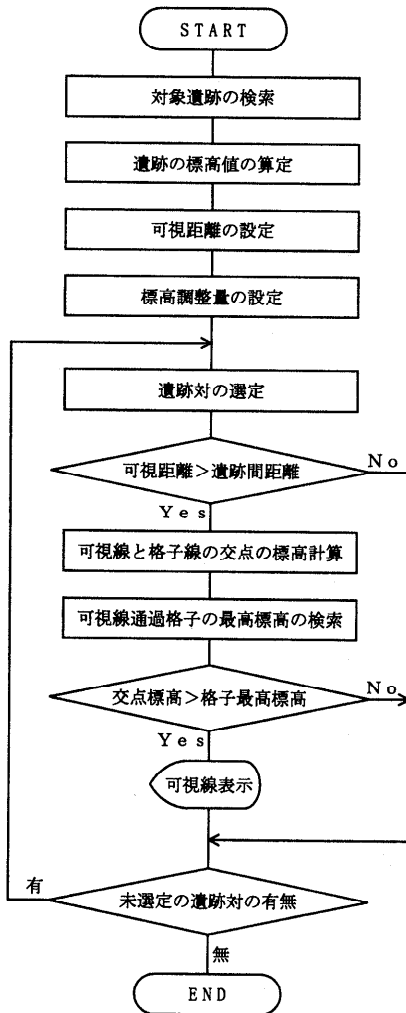 START
対象遺跡の検索
遺跡の標高値の算定
可視距離の設定
標高調整量の設定
遺跡対の選定
可視距離＞遺跡間距離
No
Yes
可視線と格子線の交点の標高計算
可視線通過格子の最高標高の検索
交点標高＞格子最高標高
No
Yes
可視線表示
有
未選定の遺跡対の有無
無
END